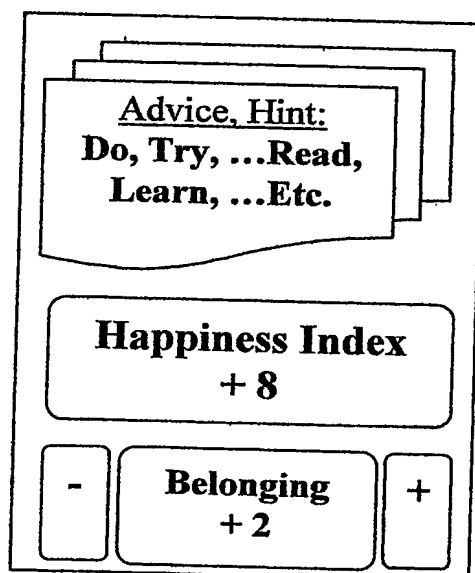 Advice, Hint:
Do, Try, ...Read,
Learn, ...Etc.
Happiness Index
+ 8
-
Belonging
+ 2
+